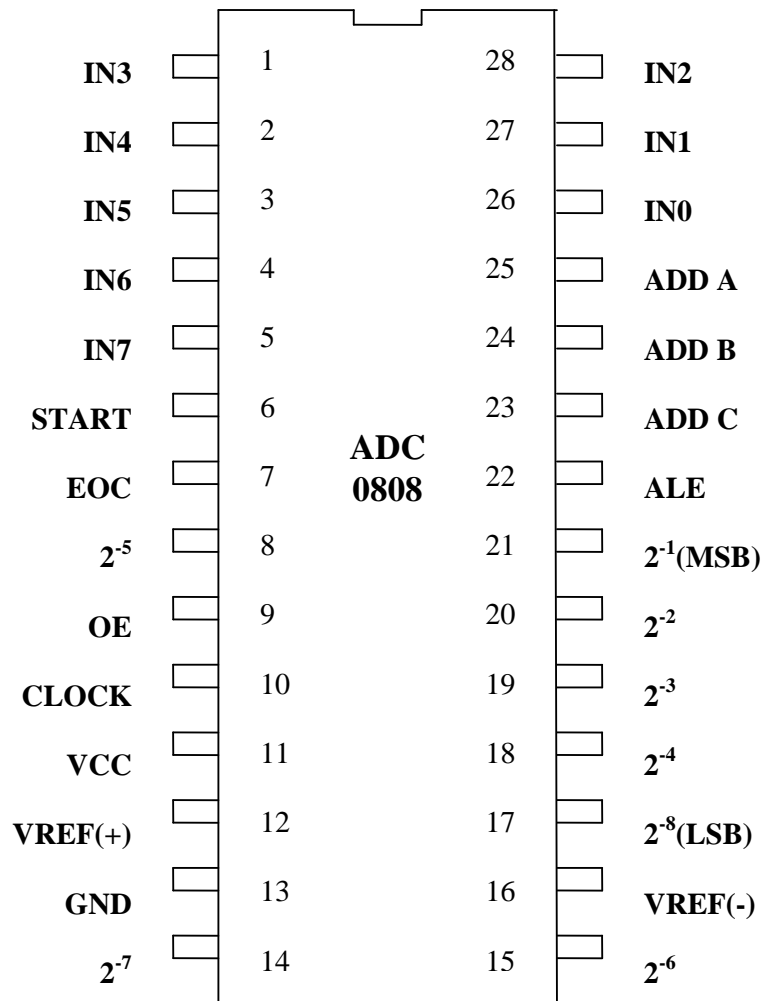 IN3 1 28 IN2
IN4 2 27 IN1
IN5 3 26 IN0
IN6 4 25 ADD A
IN7 5 24 ADD B
START 6 23 ADD C
ADC
EOC 7 0808 22 ALE
2⁻⁵ 8 21 2⁻¹(MSB)
OE 9 20 2⁻²
CLOCK 10 19 2⁻³
VCC 11 18 2⁻⁴
VREF(+) 12 17 2⁻⁸(LSB)
GND 13 16 VREF(-)
2⁻⁷ 14 15 2⁻⁶